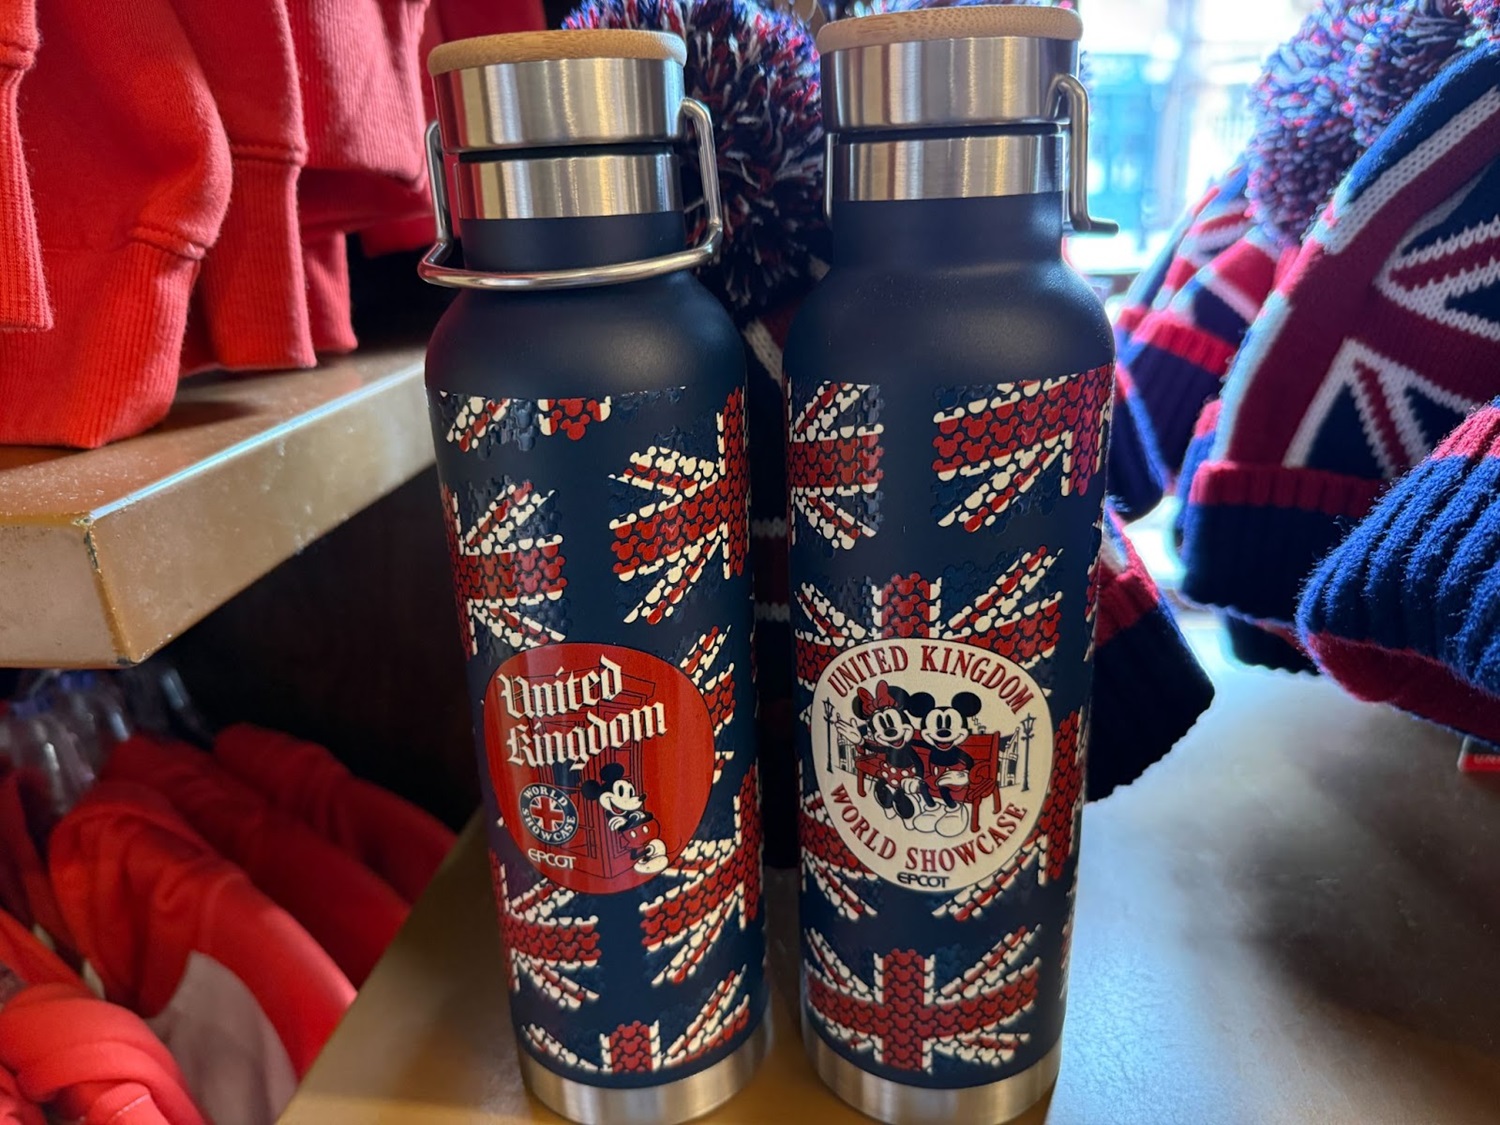 United
Kingdom
WORLD
SHOWCASE
EPCOT
UNITED KINGDOM
WORLD SHOWCASE
EPCOT